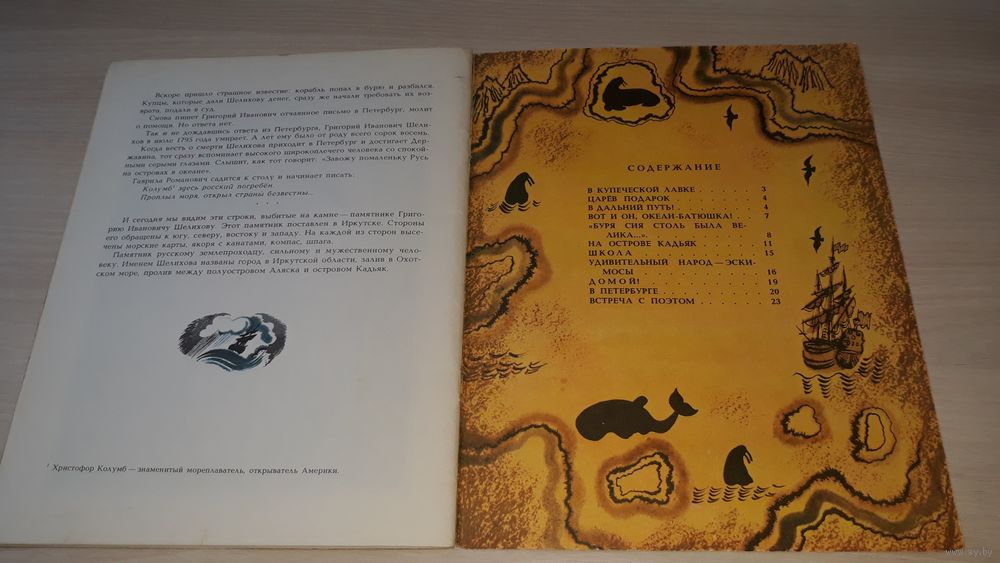 Вскоре пришло страшное известие: корабль попал в бурю и разбился.
Купцы, которые дали Шелихову денег, сразу же начали требовать их воз-
врата, подали в суд.
Снова пишет Григорий Иванович отчаянное письмо в Петербург, молит
о помощи. Но ответа нет.
Так и не дождавшись ответа из Петербурга, Григорий Иванович Шели-
хов в июле 1795 года умирает. А лет ему было от роду всего сорок восемь.
Когда весть о смерти Шелихова приходит в Петербург и достигает Дер-
жавина, тот сразу вспоминает высокого широкоплечего человека со спокой-
ными серыми глазами. Слышит, как тот говорит: «Завожу помаленьку Русь
на островах в океане».
Гаврила Романович садится к столу и начинает писать:
Колумб¹ здесь росский погребен.
Проплыл моря, открыл страны безвестны...
* * *
И сегодня мы видим эти строки, выбитые на камне — памятнике Григо-
рию Ивановичу Шелихову. Этот памятник поставлен в Иркутске. Стороны
его обращены к югу, северу, востоку и западу. На каждой из сторон высе-
чены морские карты, якоря с канатами, компас, шпага.
Памятник русскому землепроходцу, сильному и мужественному чело-
веку. Именем Шелихова названы город в Иркутской области, залив в Охот-
ском море, пролив между полуостровом Аляска и островом Кадьяк.
¹ Христофор Колумб — знаменитый мореплаватель, открыватель Америки.
СОДЕРЖАНИЕ
В КУПЕЧЕСКОЙ ЛАВКЕ . . . . . . . 3
ЦАРЁВ ПОДАРОК . . . . . . . . . 4
В ДАЛЬНИЙ ПУТЬ! . . . . . . . . 4
ВОТ И ОН, ОКЕАН-БАТЮШКА! . . . 7
«БУРЯ СИЯ СТОЛЬ БЫЛА ВЕ-
ЛИКА...». . . . . . . . . . . . 8
НА ОСТРОВЕ КАДЬЯК . . . . . . . 11
ШКОЛА . . . . . . . . . . . . . 15
УДИВИТЕЛЬНЫЙ НАРОД — ЭСКИ-
МОСЫ . . . . . . . . . . . . . 16
ДОМОЙ! . . . . . . . . . . . . 19
В ПЕТЕРБУРГЕ . . . . . . . . . 20
ВСТРЕЧА С ПОЭТОМ . . . . . . . 23
www.ay.by